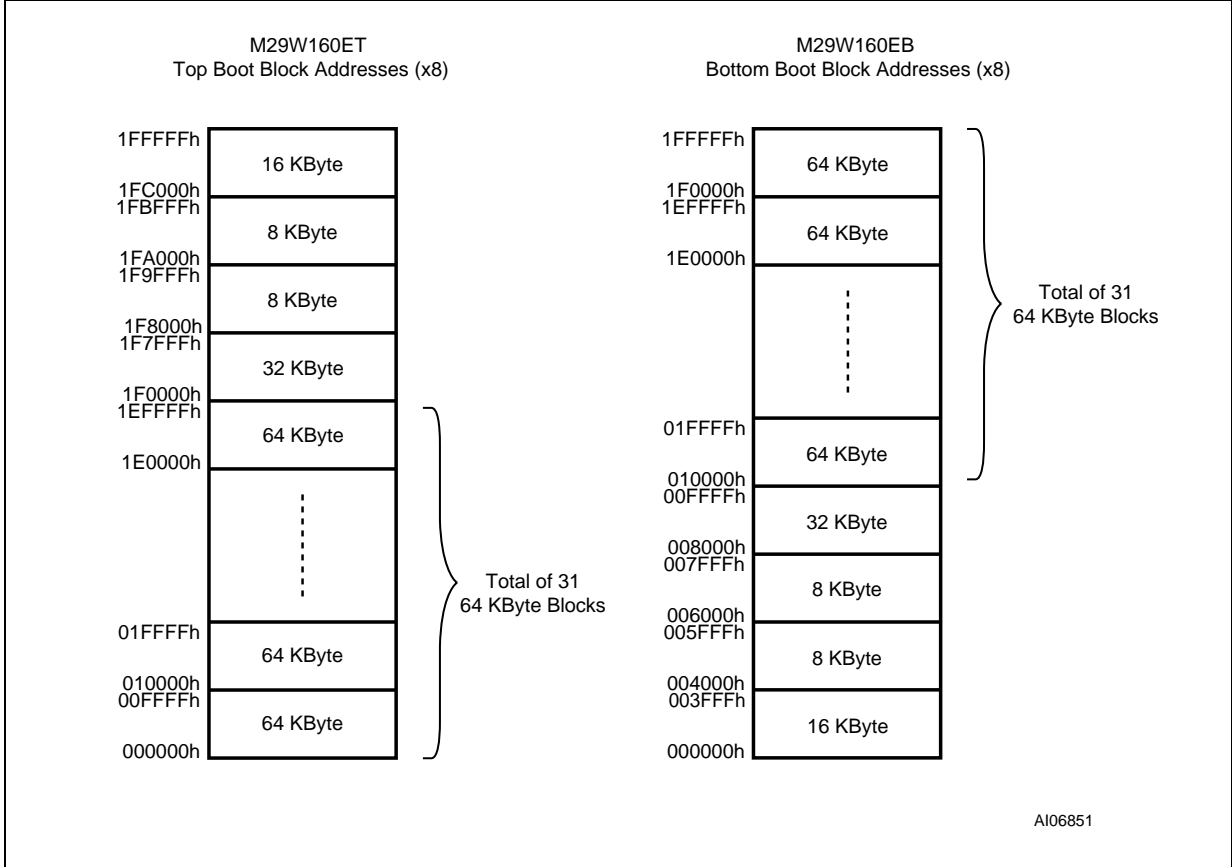 M29W160ET
Top Boot Block Addresses (x8)
1FFFFFh
16 KByte
1FC000h
1FBFFFh
8 KByte
1FA000h
1F9FFFh
8 KByte
1F8000h
1F7FFFh
32 KByte
1F0000h
1EFFFFh
64 KByte
1E0000h
Total of 31
64 KByte Blocks
01FFFFh
64 KByte
010000h
00FFFFh
64 KByte
000000h
M29W160EB
Bottom Boot Block Addresses (x8)
1FFFFFh
64 KByte
1F0000h
1EFFFFh
64 KByte
1E0000h
Total of 31
64 KByte Blocks
01FFFFh
64 KByte
010000h
00FFFFh
32 KByte
008000h
007FFFh
8 KByte
006000h
005FFFh
8 KByte
004000h
003FFFh
16 KByte
000000h
AI06851